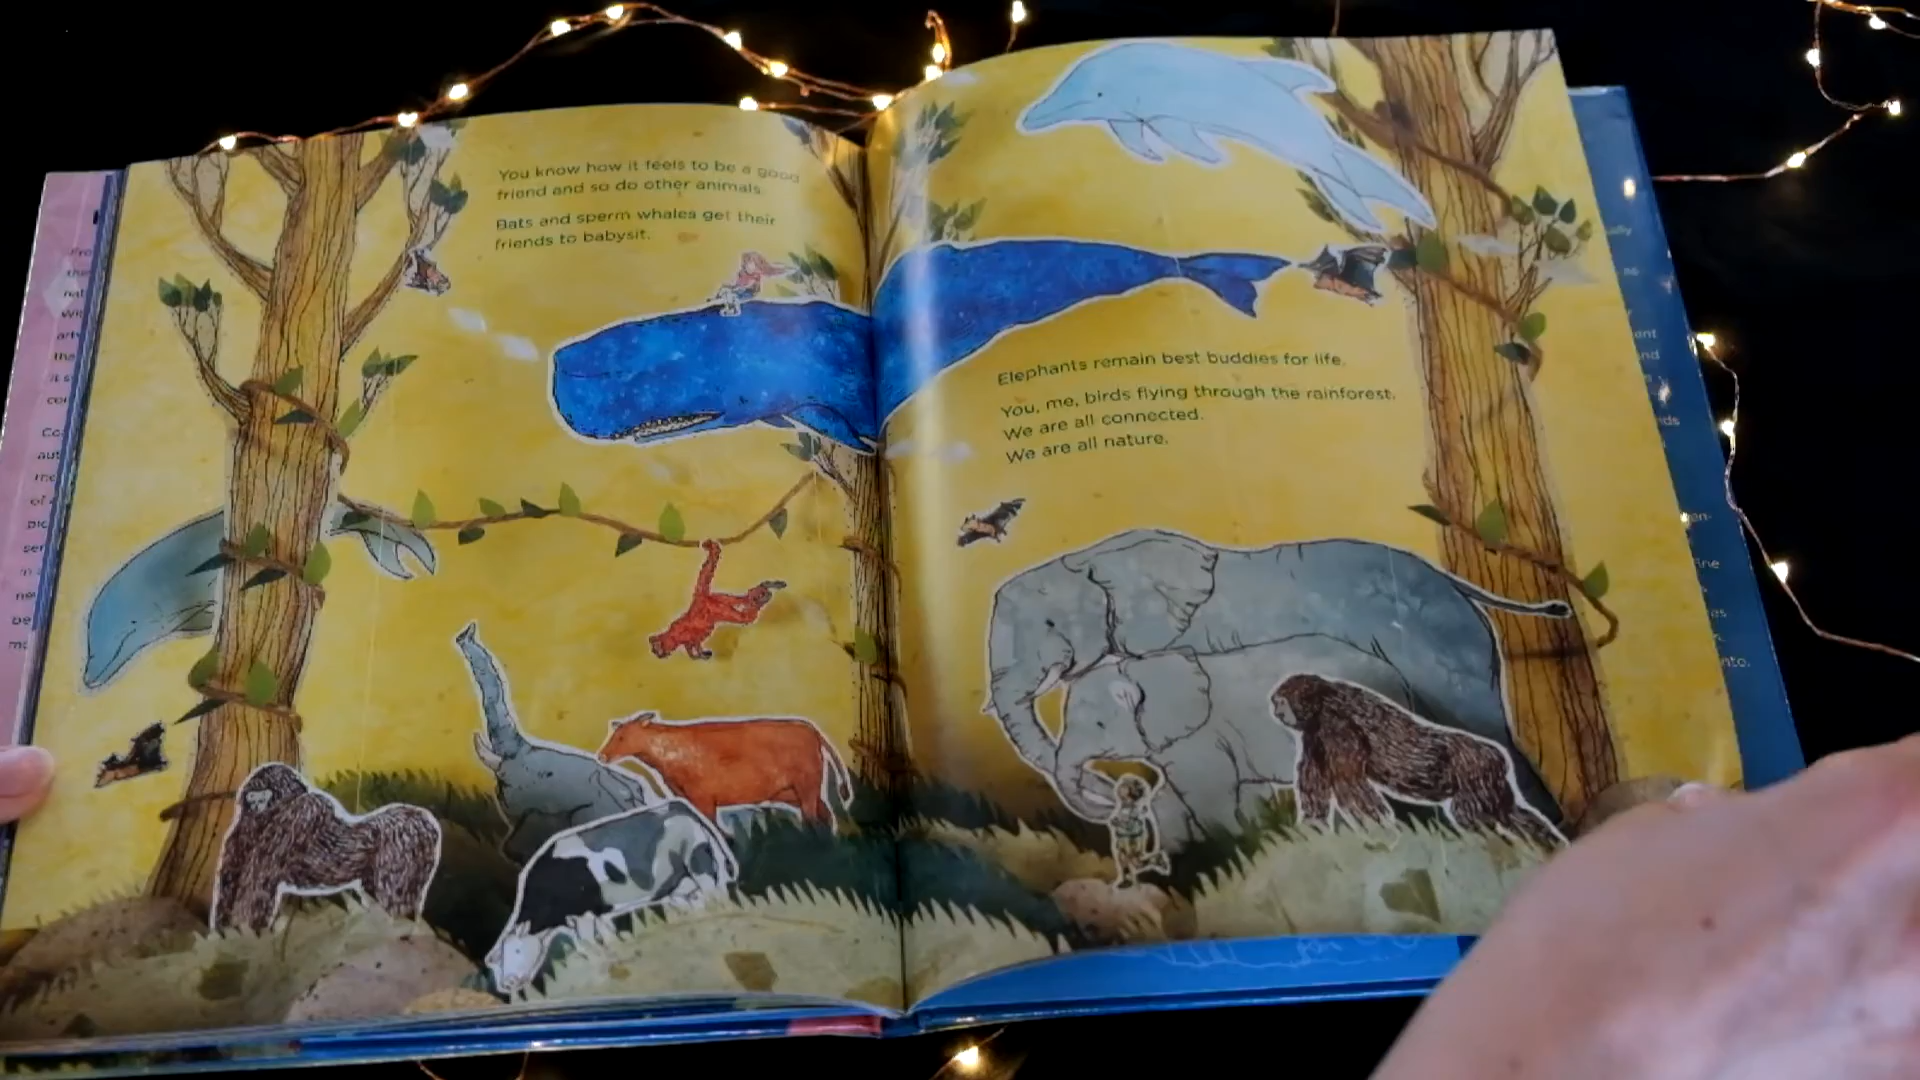 You know how it feels to be a good
friend and so do other animals.
Bats and sperm whales get their
friends to babysit.
Elephants remain best buddies for life.
You, me, birds flying through the rainforest.
We are all connected.
We are all nature.